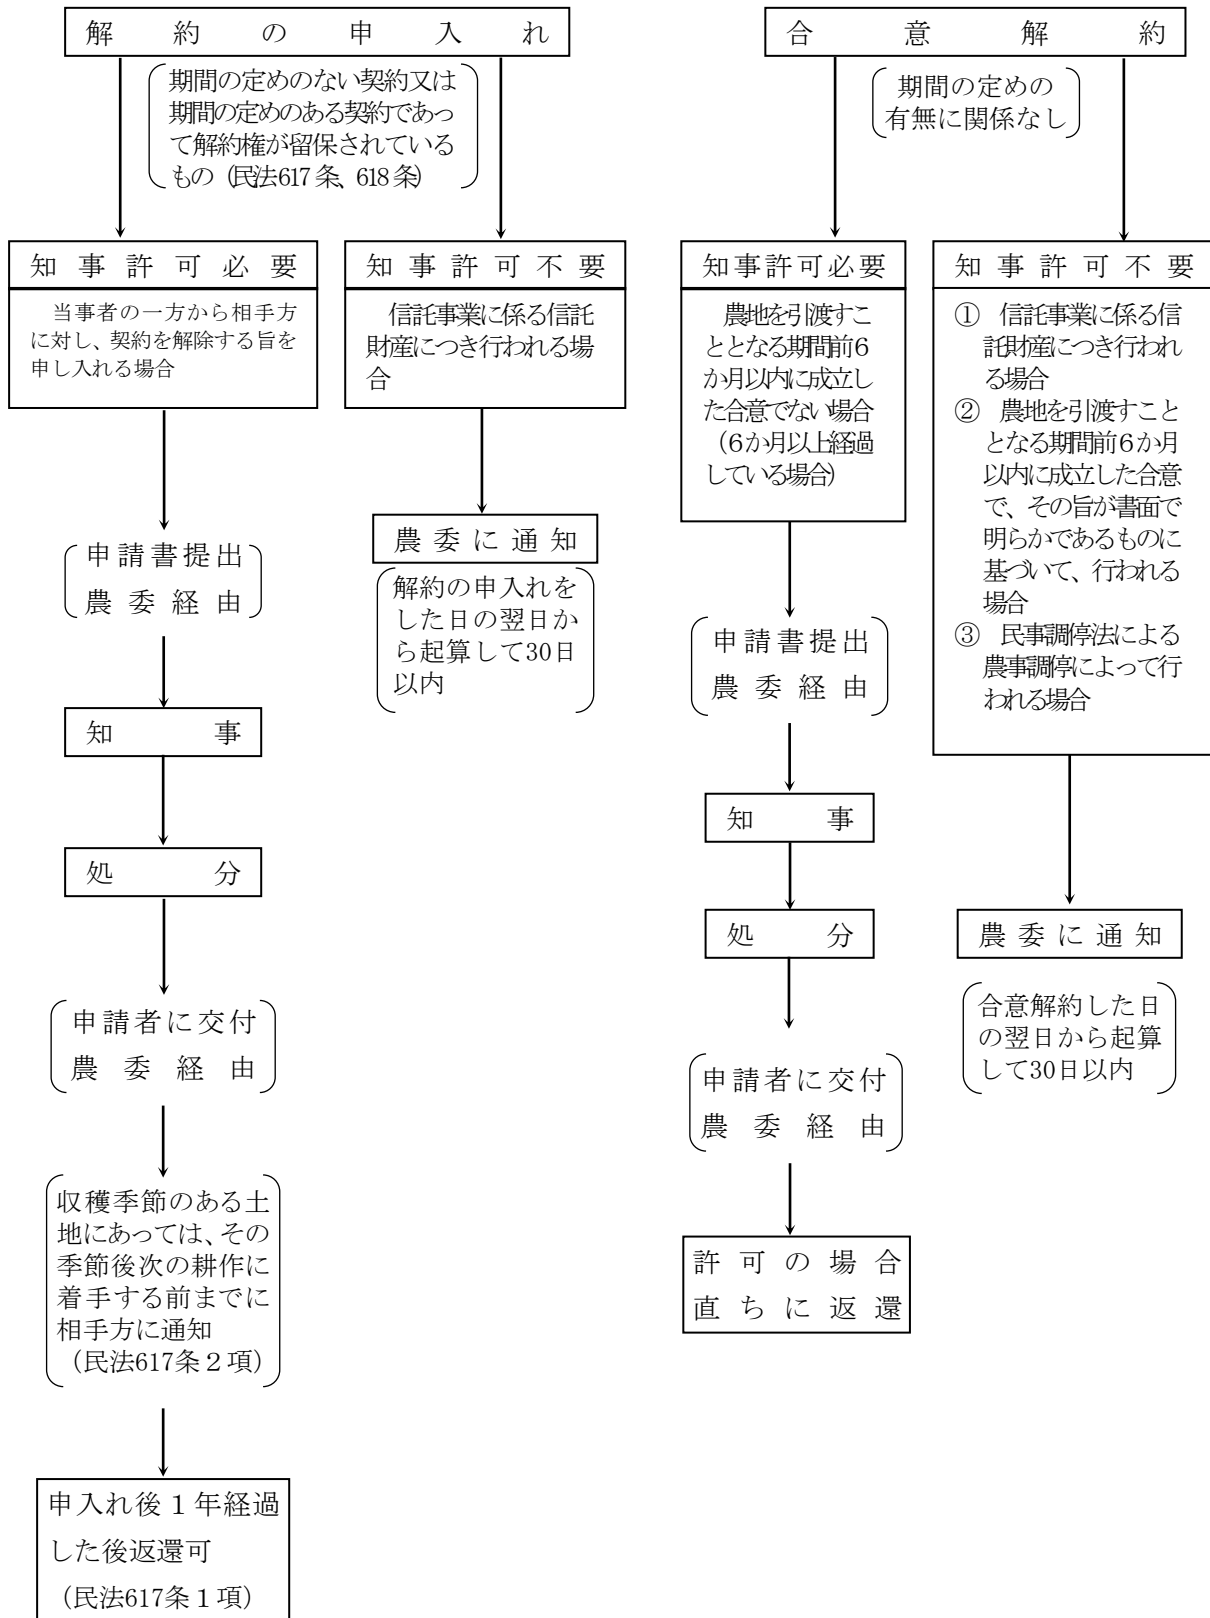 解約の申入れ
期間の定めのない契約又は
期間の定めのある契約であっ
て解約権が留保されている
もの（民法617条、618条）
知事許可必要
当事者の一方から相手方
に対し、契約を解除する旨を
申し入れる場合
申請書提出
農委経由
知事
処分
申請者に交付
農委経由
収穫季節のある土
地にあっては、その
季節後次の耕作に
着手する前までに
相手方に通知
（民法617条２項）
申入れ後１年経過
した後返還可
（民法617条１項）
知事許可不要
信託事業に係る信託
財産につき行われる場
合
農委に通知
解約の申入れを
した日の翌日か
ら起算して30日
以内
合意解約
期間の定めの
有無に関係なし
知事許可必要
農地を引渡すこ
ととなる期間前６
か月以内に成立し
た合意でない場合
（６か月以上経過
している場合）
申請書提出
農委経由
知事
処分
申請者に交付
農委経由
許可の場合
直ちに返還
知事許可不要
① 信託事業に係る信
託財産につき行われ
る場合
② 農地を引渡すこと
となる期間前６か月
以内に成立した合意
で、その旨が書面で
明らかであるものに
基づいて、行われる
場合
③ 民事調停法による
農事調停によって行
われる場合
農委に通知
合意解約した日
の翌日から起算
して30日以内